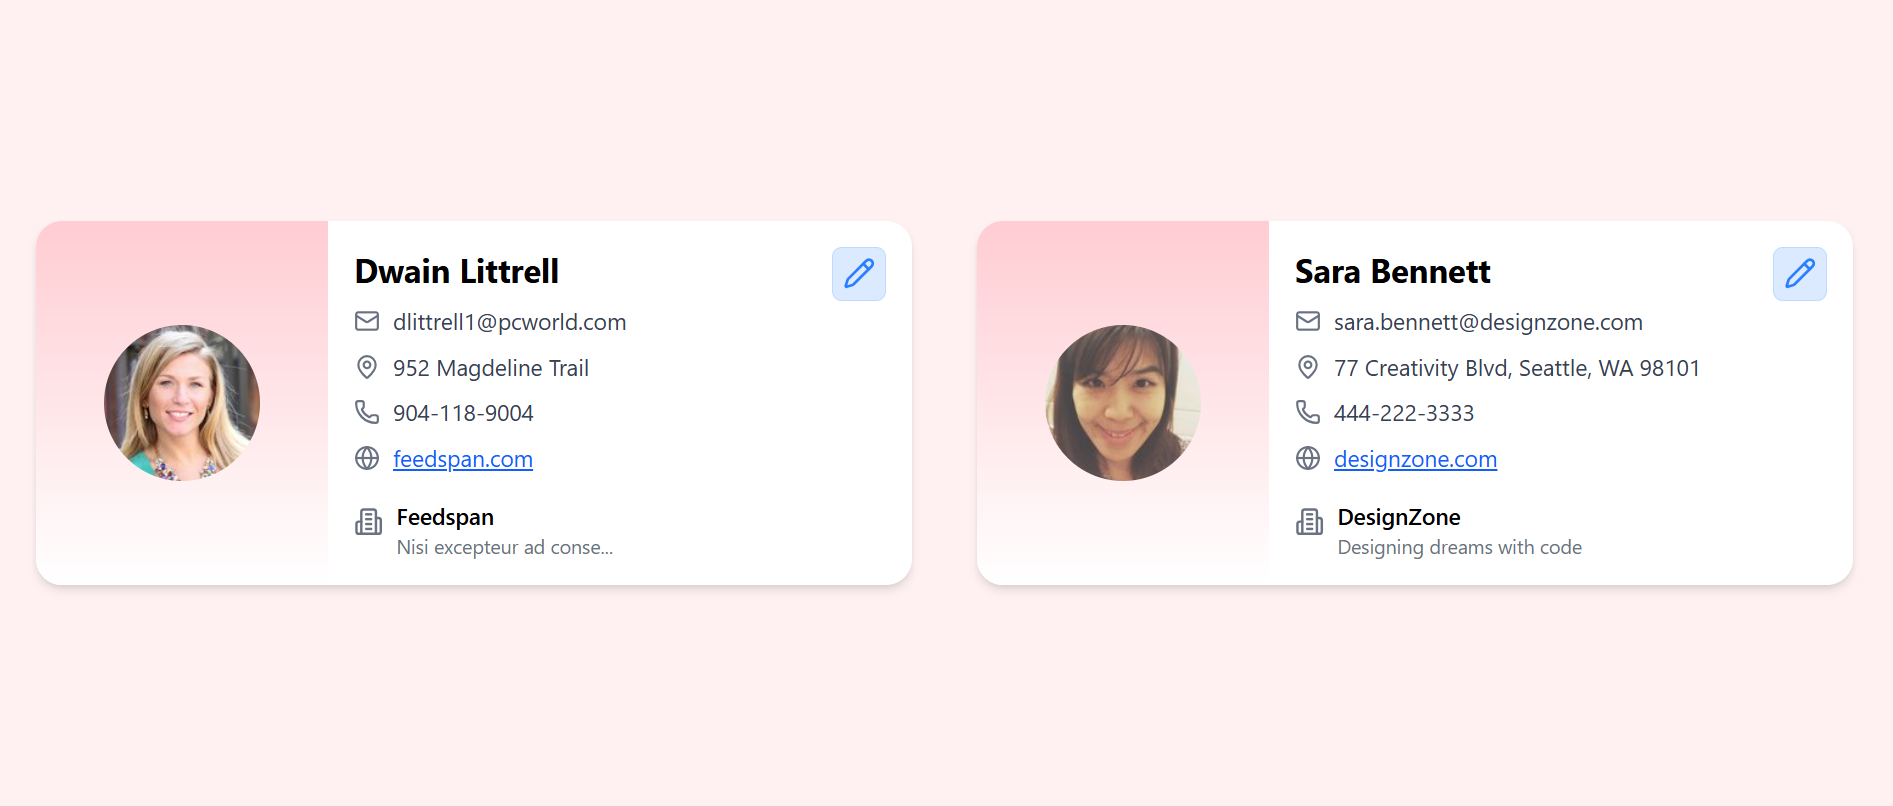 Dwain Littrell
dlittrell1@pcworld.com
952 Magdeline Trail
904-118-9004
feedspan.com
Feedspan
Nisi excepteur ad conse...
Sara Bennett
sara.bennett@designzone.com
77 Creativity Blvd, Seattle, WA 98101
444-222-3333
designzone.com
DesignZone
Designing dreams with code